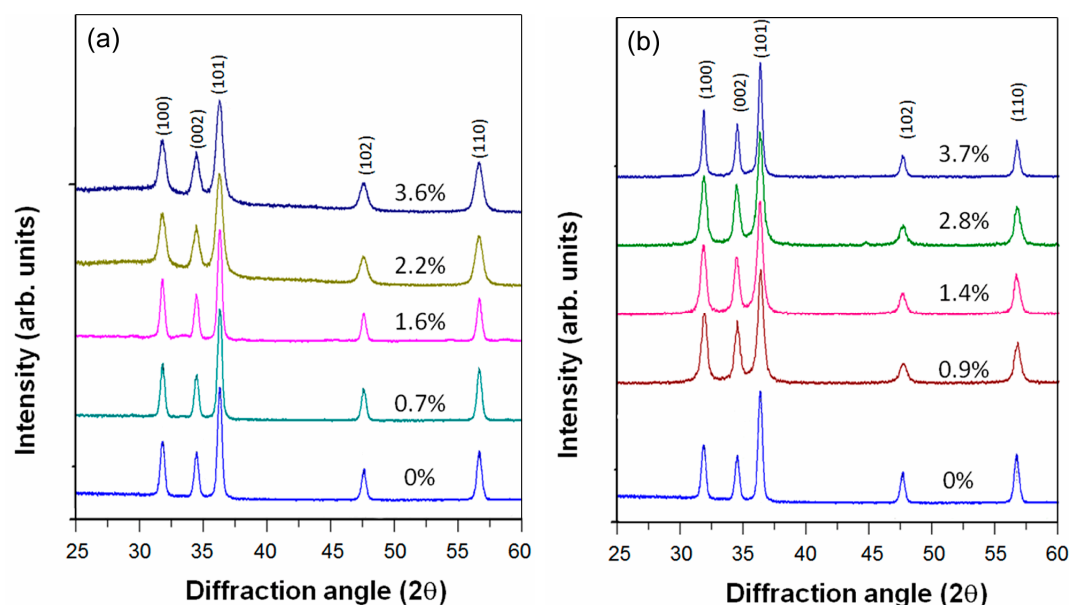 (a)
(100)
(002)
(101)
(102)
(110)
3.6%
2.2%
1.6%
0.7%
0%
Intensity (arb. units)
25 30 35 40 45 50 55 60
Diffraction angle (2θ)
(b)
(100)
(002)
(101)
(102)
(110)
3.7%
2.8%
1.4%
0.9%
0%
Intensity (arb. units)
25 30 35 40 45 50 55 60
Diffraction angle (2θ)